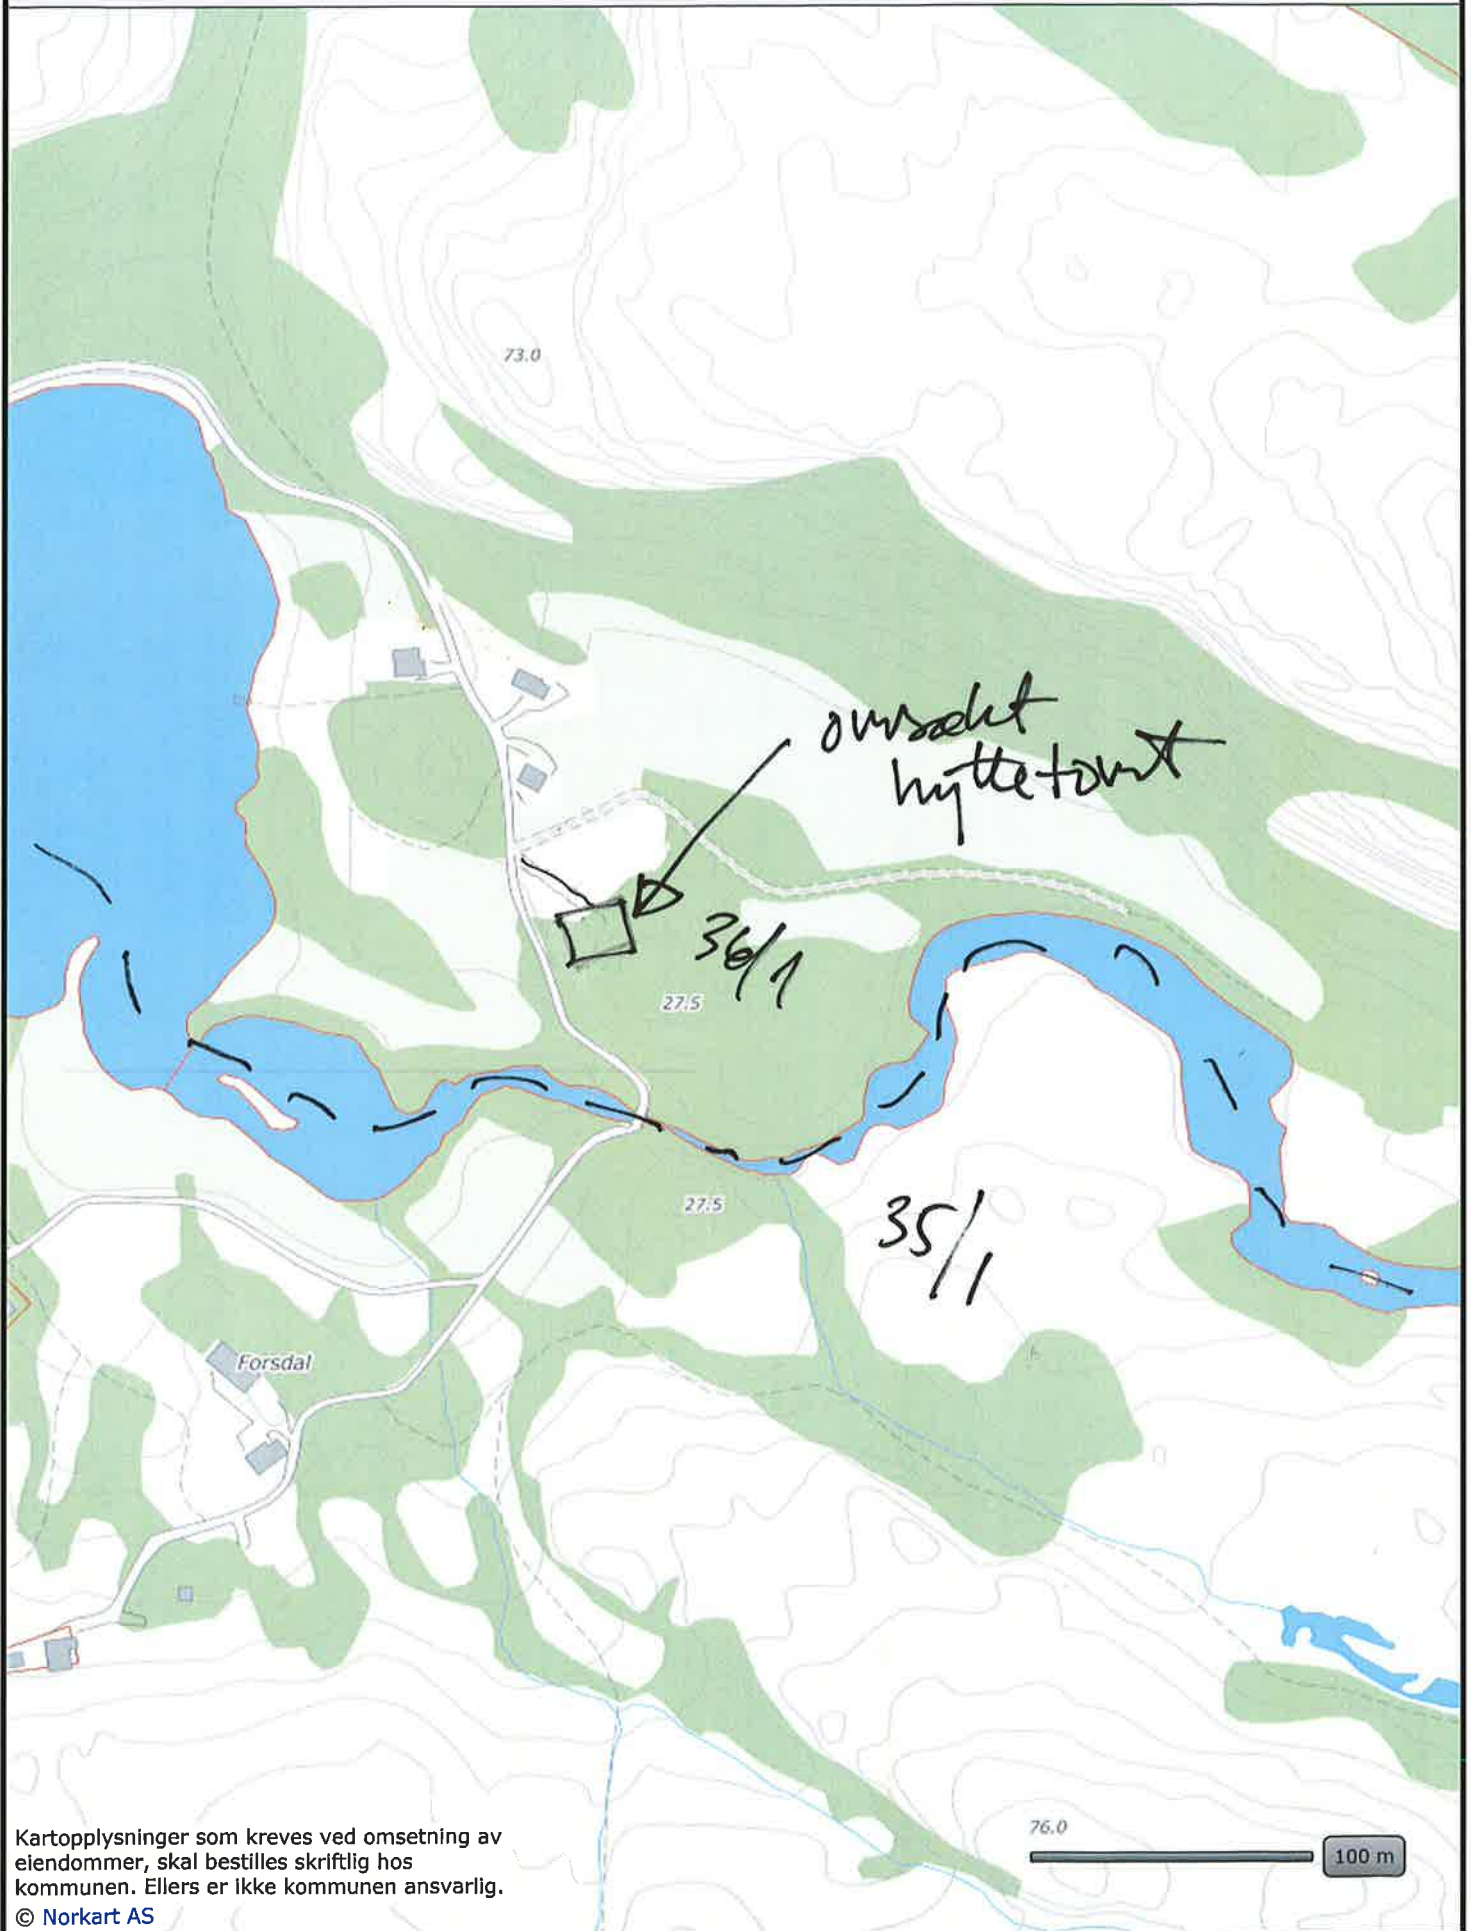 73.0
omsøkt
hyttetomt
36/1
27.5
27.5
35/1
Forsdal
76.0
100 m
Kartopplysninger som kreves ved omsetning av
eiendommer, skal bestilles skriftlig hos
kommunen. Ellers er ikke kommunen ansvarlig.
© Norkart AS